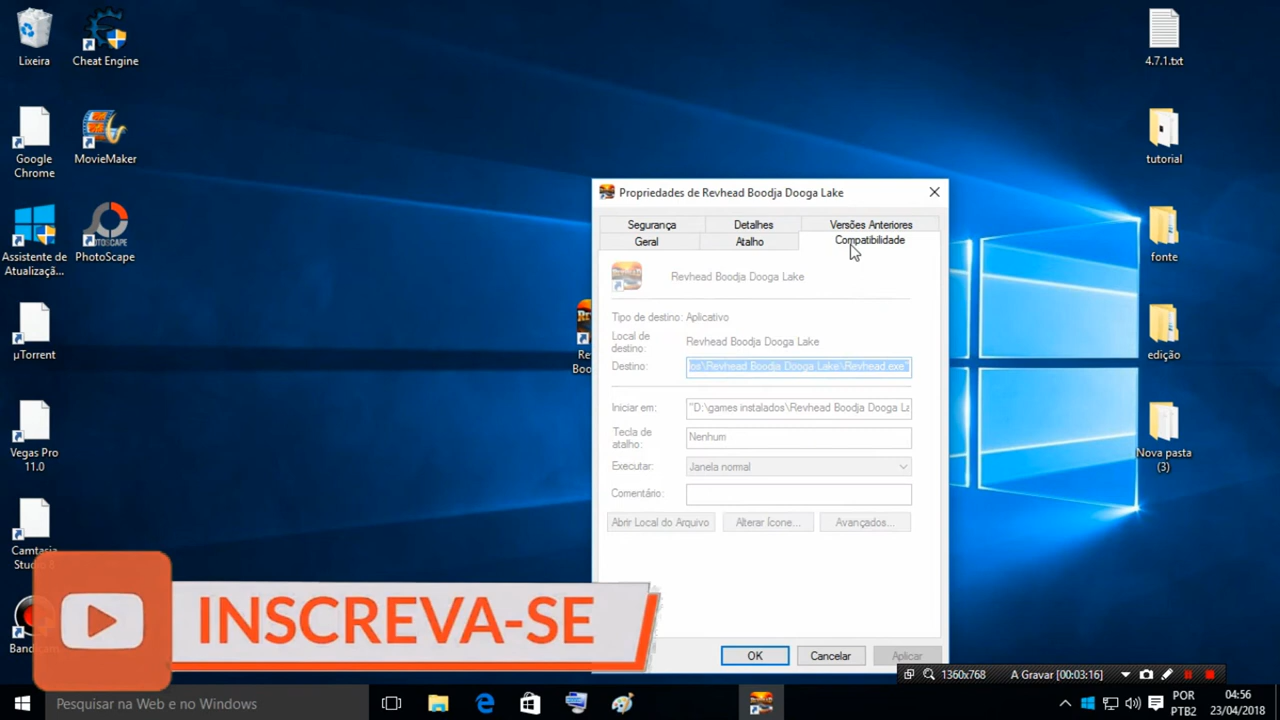 Lixeira
Cheat Engine
Google
Chrome
MovieMaker
Assistente de
Atualizaçã...
PhotoScape
PHOTOSCAPE
µTorrent
Vegas Pro
11.0
Camtasia
Studio 8
4.7.1.txt
tutorial
fonte
edição
Nova pasta
(3)
Propriedades de Revhead Boodja Dooga Lake
Segurança
Detalhes
Versões Anteriores
Geral
Atalho
Compatibilidade
Revhead Boodja Dooga Lake
Tipo de destino: Aplicativo
Local de
destino:
Revhead Boodja Dooga Lake
Destino:
os\Revhead Boodja Dooga Lake\Revhead.exe"
Iniciar em:
"D:\games instalados\Revhead Boodja Dooga La
Tecla de
atalho:
Nenhum
Executar:
Janela normal
Comentário:
Abrir Local do Arquivo
Alterar Ícone...
Avançados...
OK
Cancelar
Aplicar
INSCREVA-SE
1360x768
A Gravar [00:03:16]
Pesquisar na Web e no Windows
POR
PTB2
04:56
23/04/2018